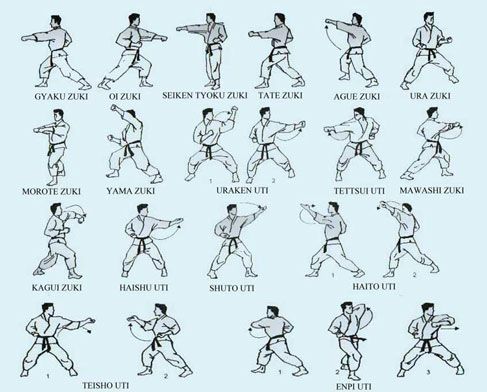 GYAKU ZUKI OI ZUKI SEIKEN TYOKU ZUKI TATE ZUKI AGUE ZUKI URA ZUKI
1 2
MOROTE ZUKI YAMA ZUKI URAKEN UTI TETTSUI UTI MAWASHI ZUKI
1 2
KAGUI ZUKI HAISHU UTI SHUTO UTI HAITO UTI
1 2 1 2 3
TEISHO UTI ENPI UTI